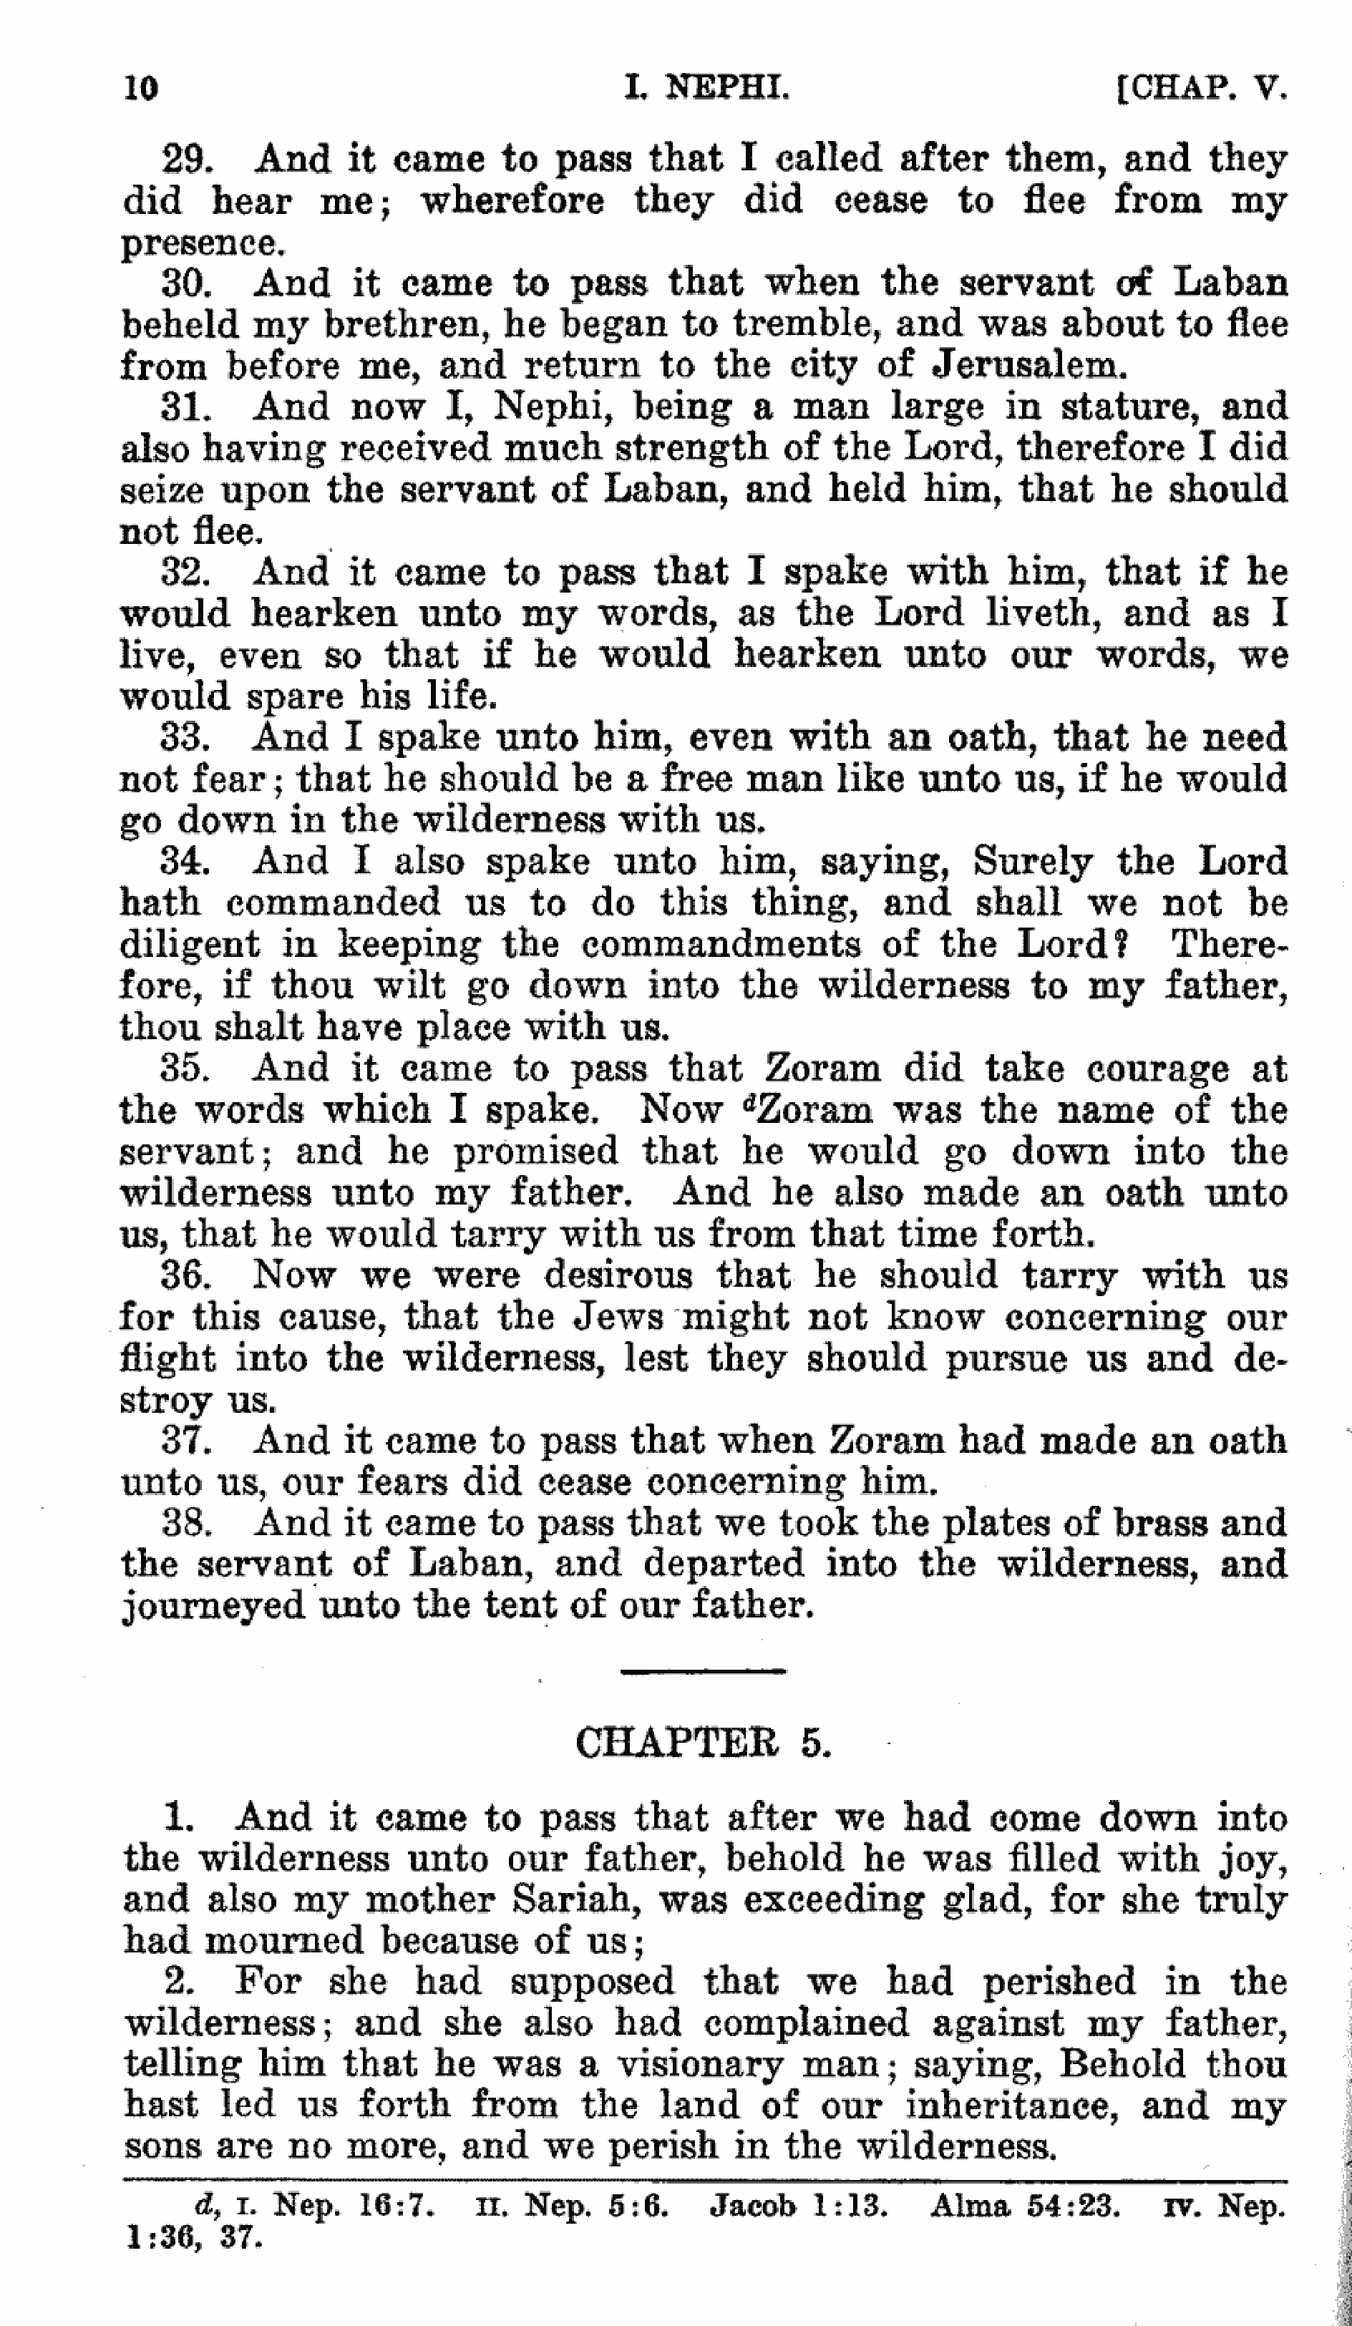 10 I. NEPHI. [CHAP. V.
29. And it came to pass that I called after them, and they
did hear me; wherefore they did cease to flee from my
presence.
30. And it came to pass that when the servant of Laban
beheld my brethren, he began to tremble, and was about to flee
from before me, and return to the city of Jerusalem.
31. And now I, Nephi, being a man large in stature, and
also having received much strength of the Lord, therefore I did
seize upon the servant of Laban, and held him, that he should
not flee.
32. And it came to pass that I spake with him, that if he
would hearken unto my words, as the Lord liveth, and as I
live, even so that if he would hearken unto our words, we
would spare his life.
33. And I spake unto him, even with an oath, that he need
not fear; that he should be a free man like unto us, if he would
go down in the wilderness with us.
34. And I also spake unto him, saying, Surely the Lord
hath commanded us to do this thing, and shall we not be
diligent in keeping the commandments of the Lord? There-
fore, if thou wilt go down into the wilderness to my father,
thou shalt have place with us.
35. And it came to pass that Zoram did take courage at
the words which I spake. Now dZoram was the name of the
servant; and he promised that he would go down into the
wilderness unto my father. And he also made an oath unto
us, that he would tarry with us from that time forth.
36. Now we were desirous that he should tarry with us
for this cause, that the Jews might not know concerning our
flight into the wilderness, lest they should pursue us and de-
stroy us.
37. And it came to pass that when Zoram had made an oath
unto us, our fears did cease concerning him.
38. And it came to pass that we took the plates of brass and
the servant of Laban, and departed into the wilderness, and
journeyed unto the tent of our father.
CHAPTER 5.
1. And it came to pass that after we had come down into
the wilderness unto our father, behold he was filled with joy,
and also my mother Sariah, was exceeding glad, for she truly
had mourned because of us;
2. For she had supposed that we had perished in the
wilderness; and she also had complained against my father,
telling him that he was a visionary man; saying, Behold thou
hast led us forth from the land of our inheritance, and my
sons are no more, and we perish in the wilderness.
d, I. Nep. 16:7. II. Nep. 5:6. Jacob 1:13. Alma 54:23. IV. Nep.
1:36, 37.